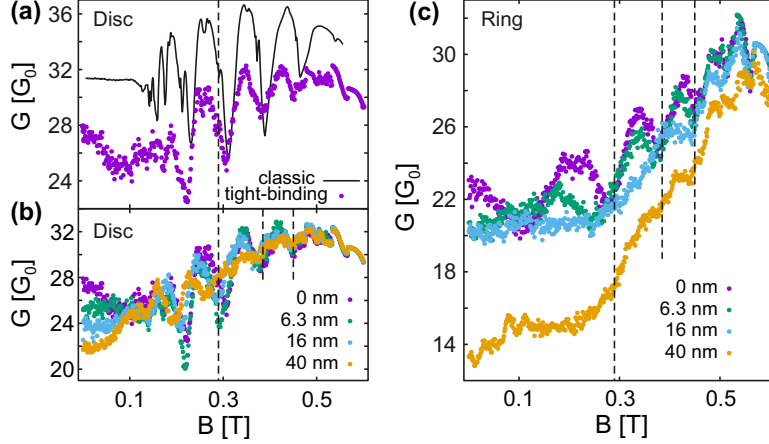 (a)
Disc
36
32
28
24
G [G0]
classic
tight-binding
(b)
Disc
32
28
24
20
G [G0]
0 nm
6.3 nm
16 nm
40 nm
0.1
0.3
0.5
B [T]
(c)
Ring
30
26
22
18
14
G [G0]
0 nm
6.3 nm
16 nm
40 nm
0.1
0.3
0.5
B [T]